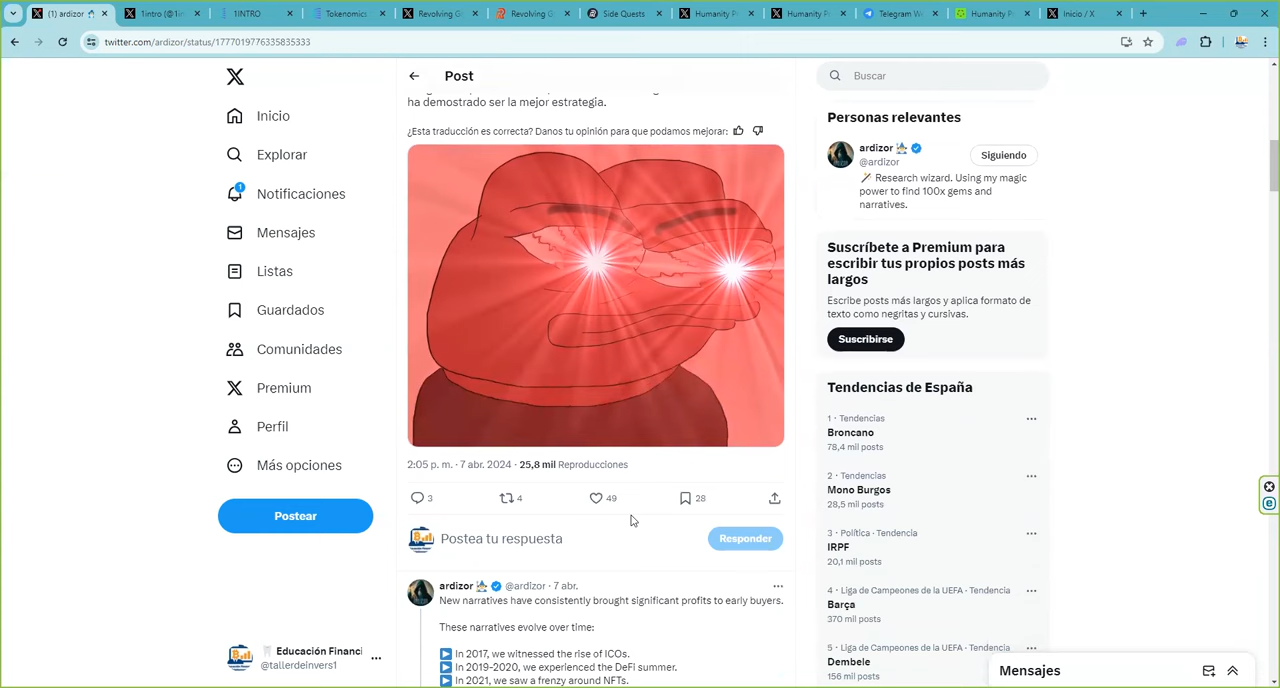 (1) ardizor
1intro (@1in
1INTRO
Tokenomics
Revolving G
Revolving G
Side Quests
Humanity P
Humanity P
Telegram W
Humanity P
Inicio / X
twitter.com/ardizor/status/1777019776335835333
Inicio
Explorar
1
Notificaciones
Mensajes
Listas
Guardados
Comunidades
Premium
Perfil
Más opciones
Postear
Educación Financi
@tallerdeinvers1
Post
ha demostrado ser la mejor estrategia.
¿Esta traducción es correcta? Danos tu opinión para que podamos mejorar:
2:05 p. m. · 7 abr. 2024 · 25,8 mil Reproducciones
3 4 49 28
Postea tu respuesta
Responder
ardizor @ardizor · 7 abr.
New narratives have consistently brought significant profits to early buyers.
These narratives evolve over time:
In 2017, we witnessed the rise of ICOs.
In 2019-2020, we experienced the DeFi summer.
In 2021, we saw a frenzy around NFTs.
Buscar
Personas relevantes
ardizor
@ardizor
Siguiendo
Research wizard. Using my magic
power to find 100x gems and
narratives.
Suscríbete a Premium para
escribir tus propios posts más
largos
Escribe posts más largos y aplica formato de
texto como negritas y cursivas.
Suscribirse
Tendencias de España
1 · Tendencias
Broncano
78,4 mil posts
2 · Tendencias
Mono Burgos
28,5 mil posts
3 · Política · Tendencia
IRPF
20,1 mil posts
4 · Liga de Campeones de la UEFA · Tendencia
Barça
370 mil posts
5 · Liga de Campeones de la UEFA · Tendencia
Dembele
156 mil posts
Mensajes